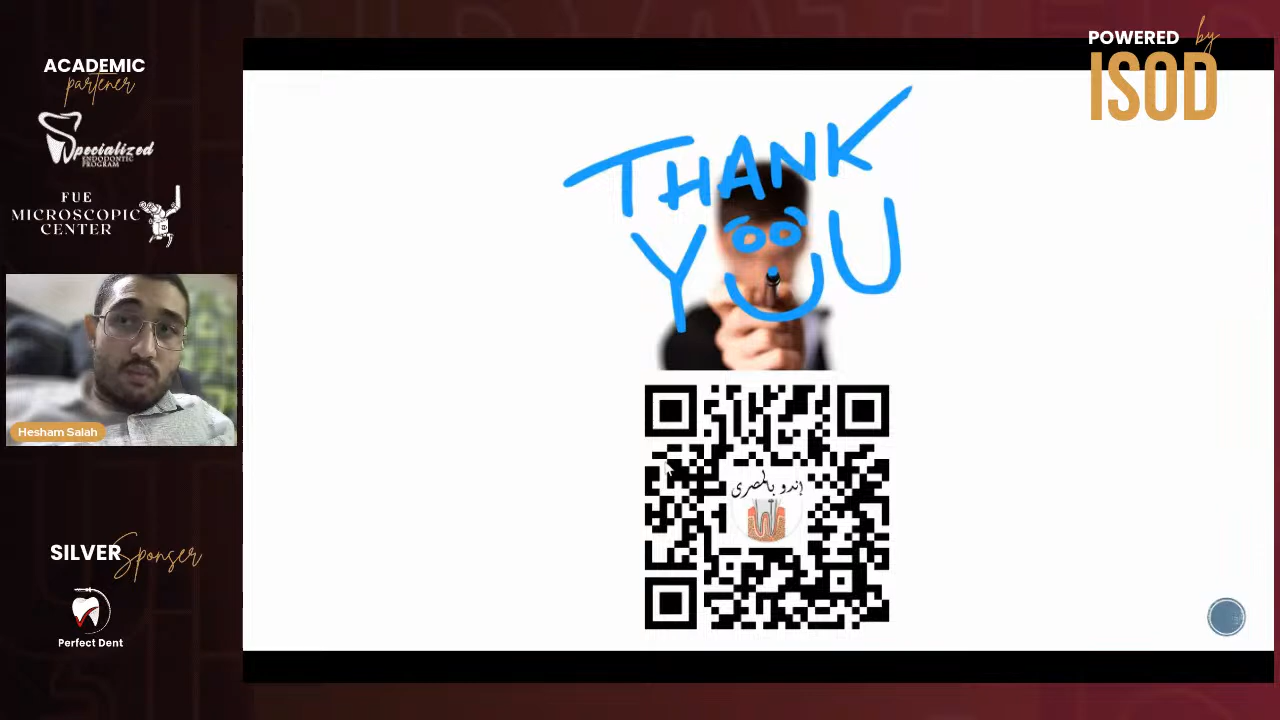 ACADEMIC
partener
Specialized
ENDODONTIC
PROGRAM
FUE
MICROSCOPIC
CENTER
Hesham Salah
SILVER Sponser
Perfect Dent
POWERED by
ISOD
THANK
YOU
إندو بالمصرى